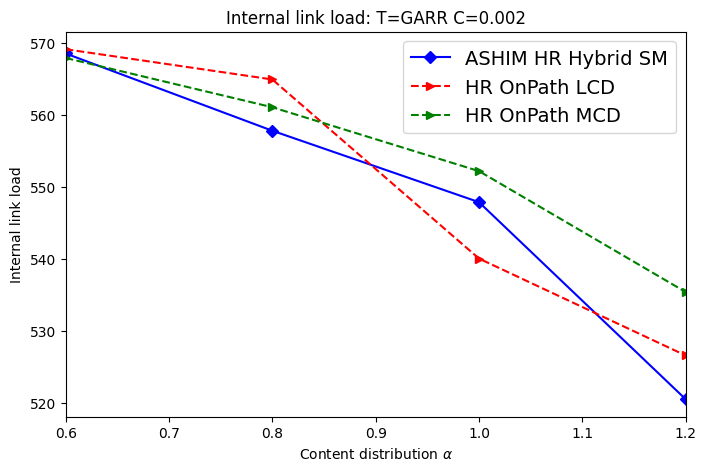 Internal link load: T=GARR C=0.002
570
560
550
540
530
520
Internal link load
ASHIM HR Hybrid SM
HR OnPath LCD
HR OnPath MCD
0.6 0.7 0.8 0.9 1.0 1.1 1.2
Content distribution α